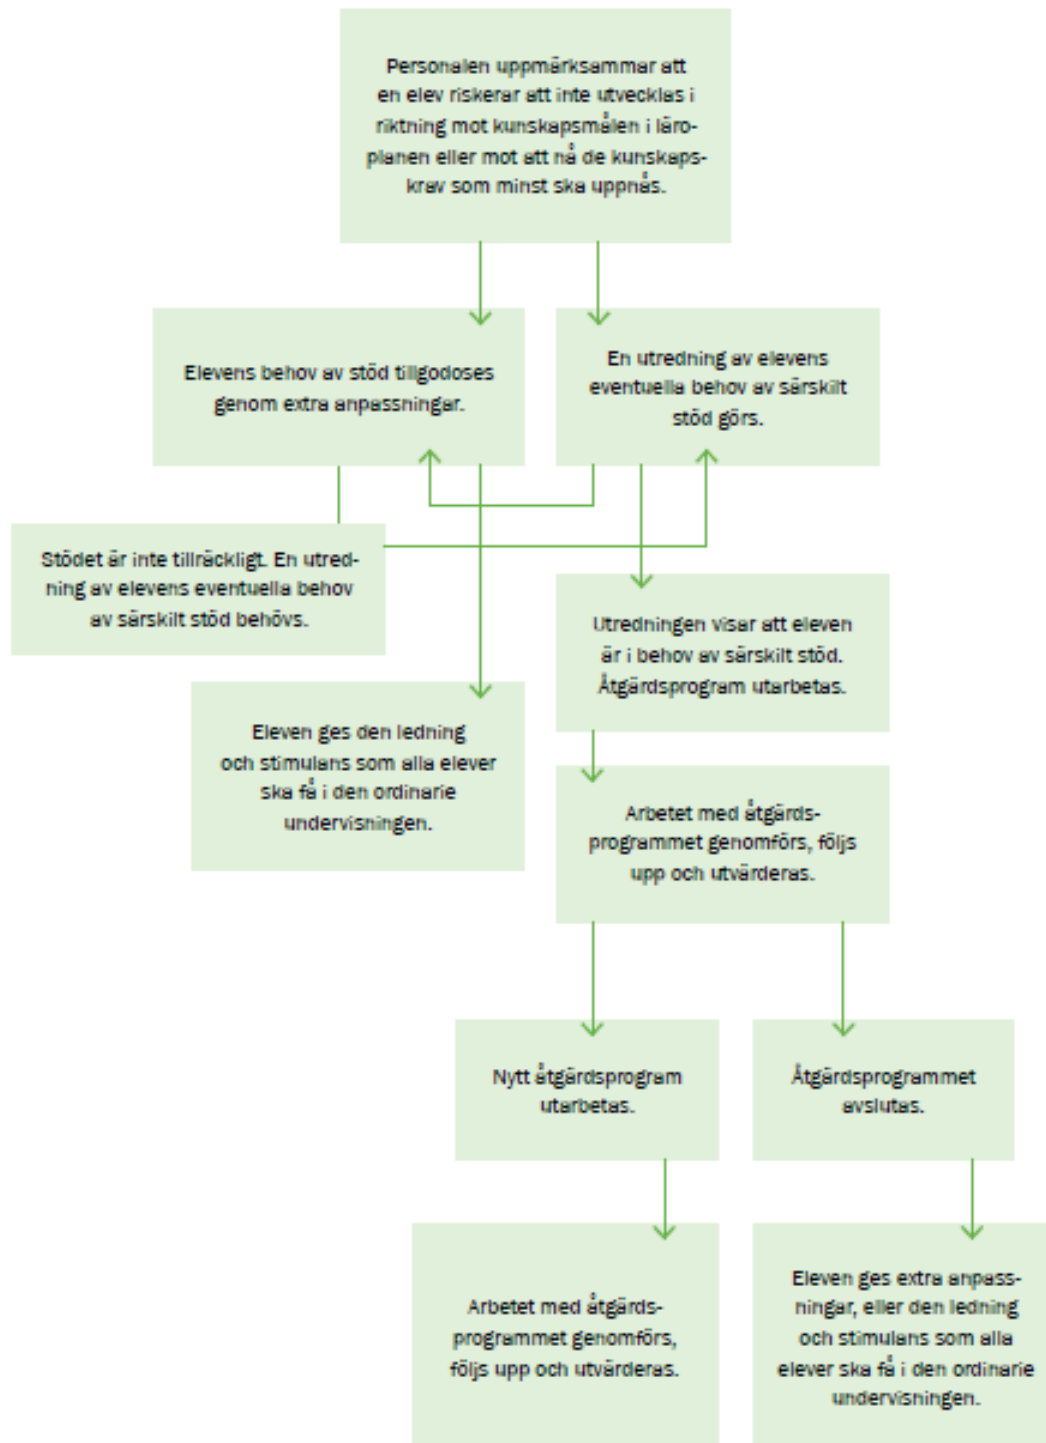 Personalen uppmärksammar att
en elev riskerar att inte utvecklas i
riktning mot kunskapsmålen i läro-
planen eller mot att nå de kunskaps-
krav som minst ska uppnås.
Elevens behov av stöd tillgodoses
genom extra anpassningar.
En utredning av elevens
eventuella behov av särskilt
stöd görs.
Stödet är inte tillräckligt. En utred-
ning av elevens eventuella behov
av särskilt stöd behövs.
Utredningen visar att eleven
är i behov av särskilt stöd.
Åtgärdsprogram utarbetas.
Eleven ges den ledning
och stimulans som alla elever
ska få i den ordinarie
undervisningen.
Arbetet med åtgärds-
programmet genomförs, följs
upp och utvärderas.
Nytt åtgärdsprogram
utarbetas.
Åtgärdsprogrammet
avslutas.
Arbetet med åtgärds-
programmet genomförs,
följs upp och utvärderas.
Eleven ges extra anpass-
ningar, eller den ledning
och stimulans som alla
elever ska få i den ordinarie
undervisningen.